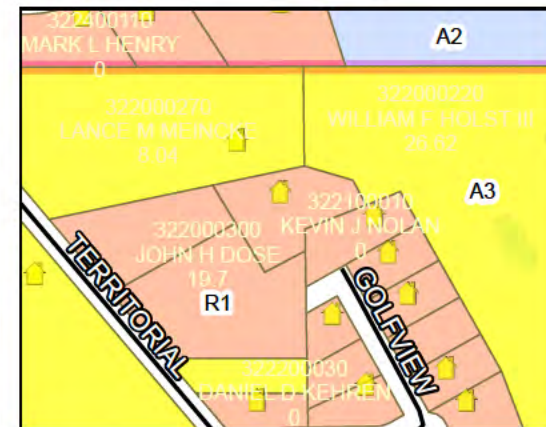 322400110
MARK L HENRY
0
A2
322000270
LANCE M MEINCKE
8.04
322000220
WILLIAM F HOLST III
26.62
A3
322100010
KEVIN J NOLAN
0
322000300
JOHN H DOSE
19.7
R1
TERRITORIAL
GOLFVIEW
322200030
DANIEL D KEHREN
0